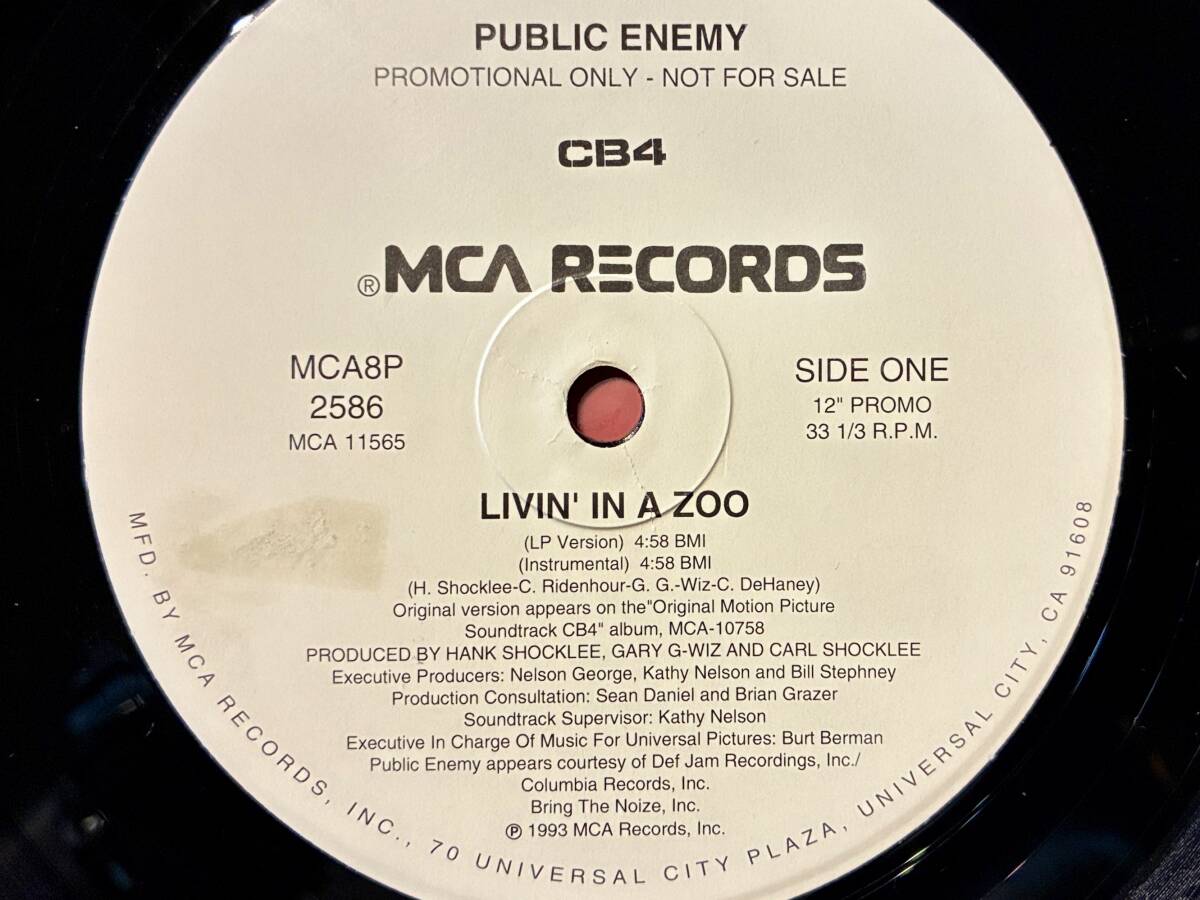 PUBLIC ENEMY
PROMOTIONAL ONLY - NOT FOR SALE
CB4
®MCA RECORDS
MCA8P
2586
MCA 11565
SIDE ONE
12" PROMO
33 1/3 R.P.M.
LIVIN' IN A ZOO
(LP Version) 4:58 BMI
(Instrumental) 4:58 BMI
(H. Shocklee-C. Ridenhour-G. G.-Wiz-C. DeHaney)
Original version appears on the"Original Motion Picture
Soundtrack CB4" album, MCA-10758
PRODUCED BY HANK SHOCKLEE, GARY G-WIZ AND CARL SHOCKLEE
Executive Producers: Nelson George, Kathy Nelson and Bill Stephney
Production Consultation: Sean Daniel and Brian Grazer
Soundtrack Supervisor: Kathy Nelson
Executive In Charge Of Music For Universal Pictures: Burt Berman
Public Enemy appears courtesy of Def Jam Recordings, Inc./
Columbia Records, Inc.
Bring The Noize, Inc.
℗ 1993 MCA Records, Inc.
MFD. BY MCA RECORDS, INC., 70 UNIVERSAL CITY PLAZA, UNIVERSAL CITY, CA 91608